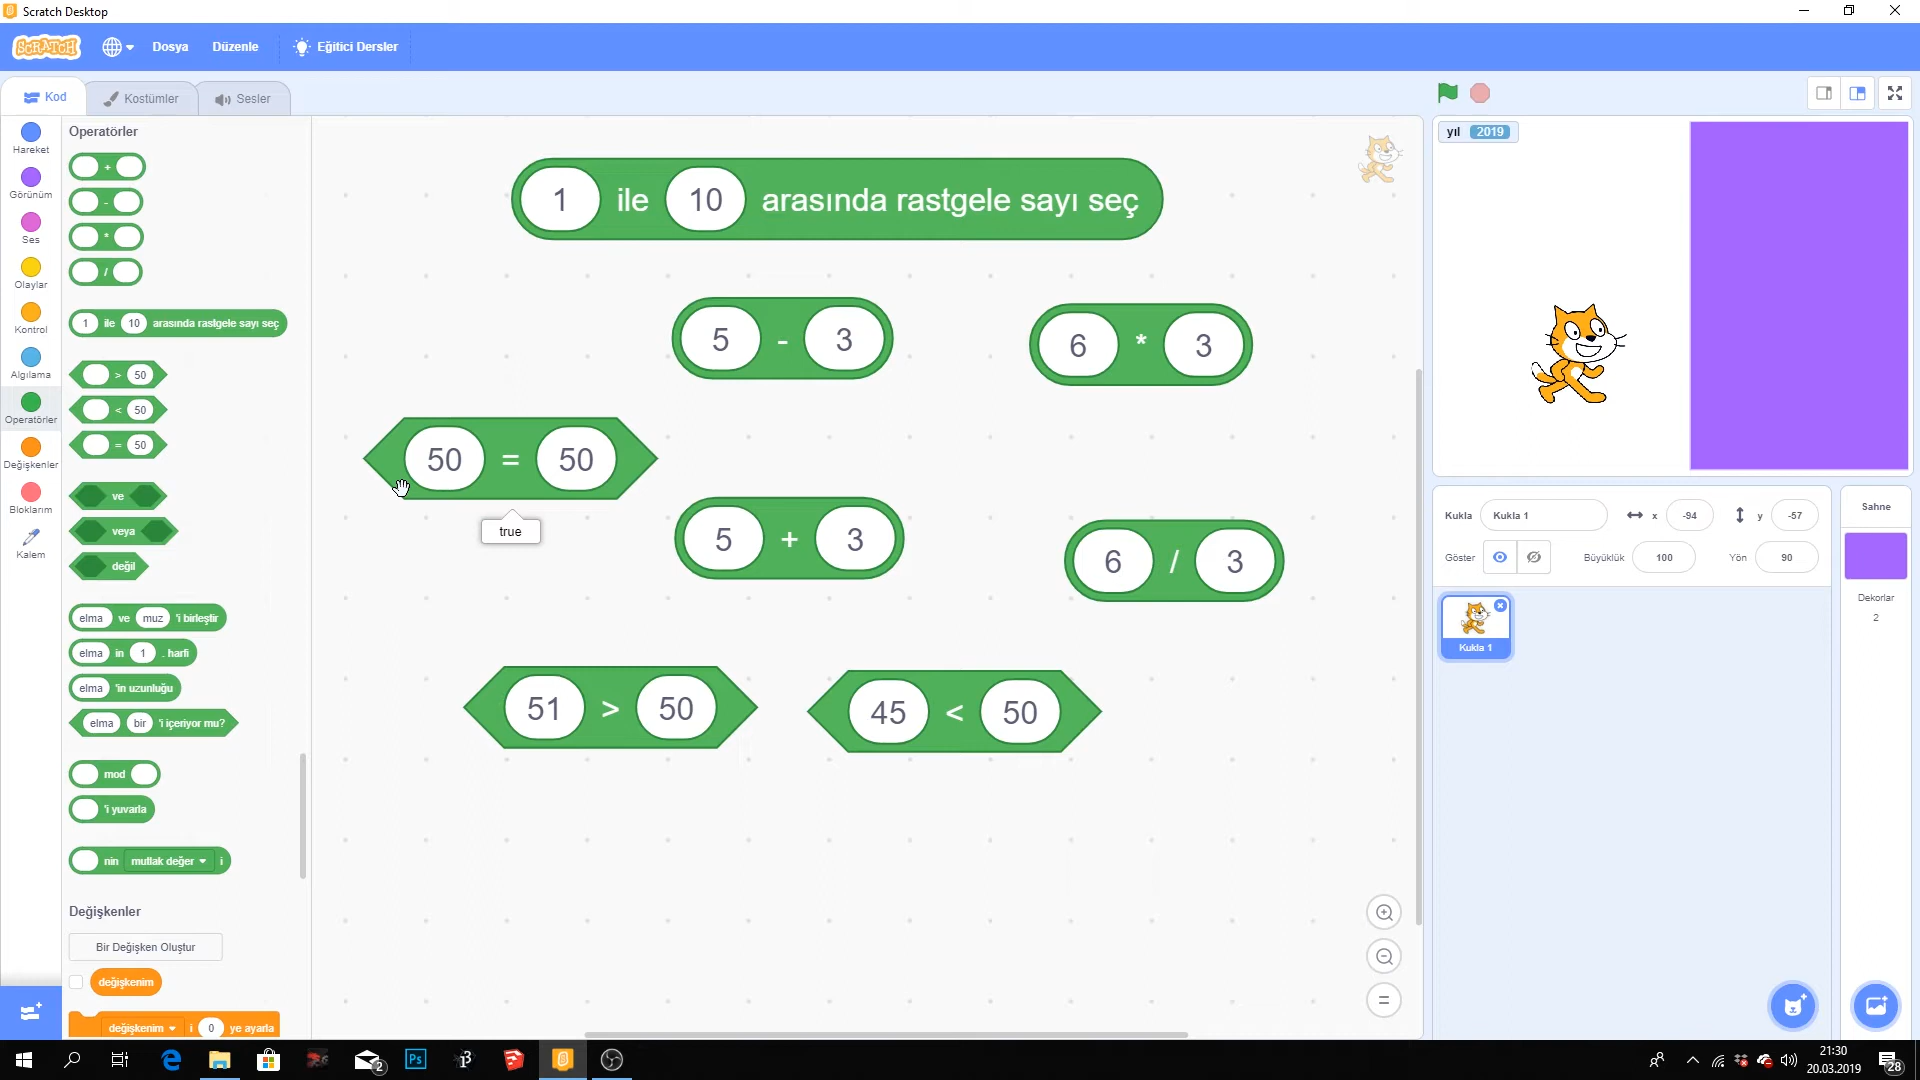 Scratch Desktop
SCRATCH Dosya Düzenle Eğitici Dersler
Kod Kostümler Sesler
Hareket
Görünüm
Ses
Olaylar
Kontrol
Algılama
Operatörler
Değişkenler
Bloklarım
Kalem
Operatörler
+
-
*
/
1 ile 10 arasında rastgele sayı seç
> 50
< 50
= 50
ve
veya
değil
elma ve muz 'i birleştir
elma in 1 . harfi
elma 'in uzunluğu
elma bir 'i içeriyor mu?
mod
'i yuvarla
nin mutlak değer i
Değişkenler
Bir Değişken Oluştur
değişkenim
değişkenim i 0 ye ayarla
1 ile 10 arasında rastgele sayı seç
5 - 3
6 * 3
50 = 50
true
5 + 3
6 / 3
51 > 50
45 < 50
yıl 2019
Kukla Kukla 1 x -94 y -57
Göster Büyüklük 100 Yön 90
Kukla 1
Sahne
Dekorlar
2
Ps
2
21:30
20.03.2019
28